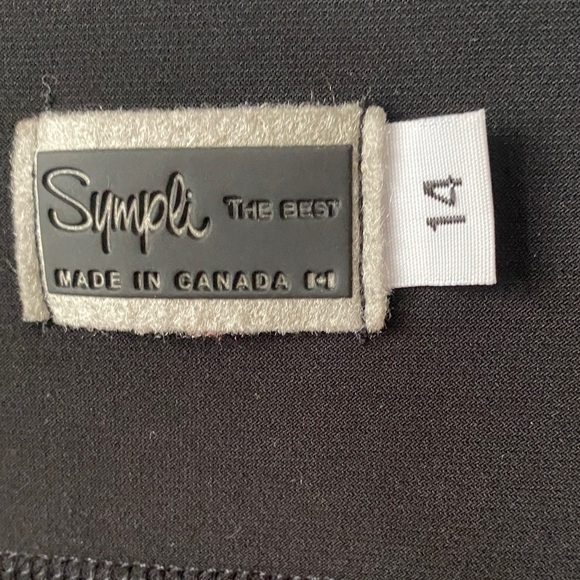 Sympli THE BEST
MADE IN CANADA
14